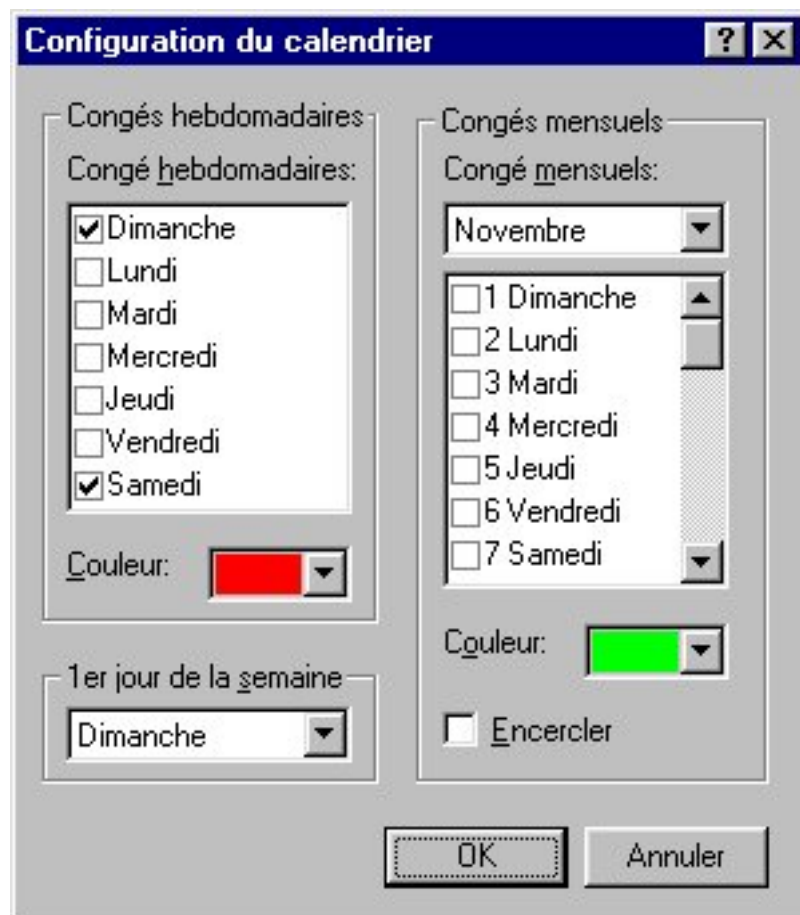 Configuration du calendrier
Congés hebdomadaires
Congé hebdomadaires:
Dimanche
Lundi
Mardi
Mercredi
Jeudi
Vendredi
Samedi
Couleur:
1er jour de la semaine
Dimanche
Congés mensuels
Congé mensuels:
Novembre
1 Dimanche
2 Lundi
3 Mardi
4 Mercredi
5 Jeudi
6 Vendredi
7 Samedi
Couleur:
Encercler
OK
Annuler